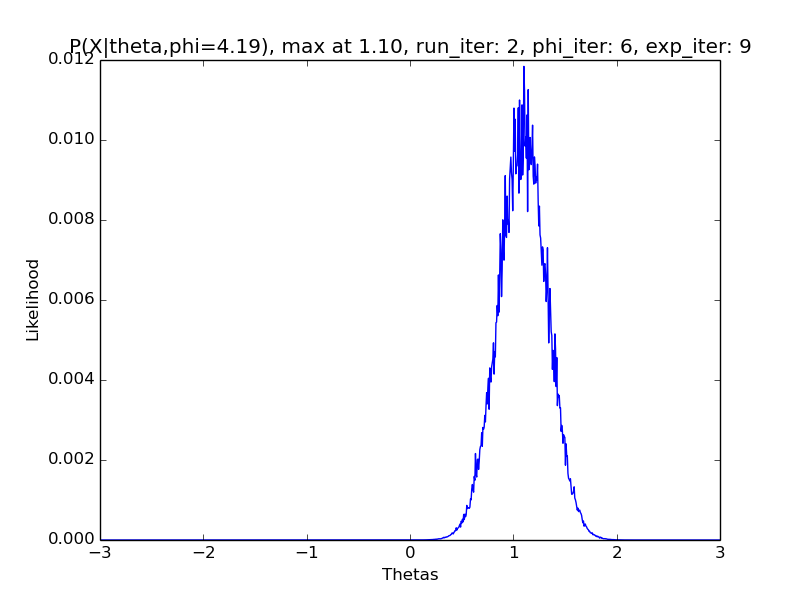 P(X|theta,phi=4.19), max at 1.10, run_iter: 2, phi_iter: 6, exp_iter: 9
0.012
0.010
0.008
0.006
0.004
0.002
0.000
Likelihood
−3 −2 −1 0 1 2 3
Thetas